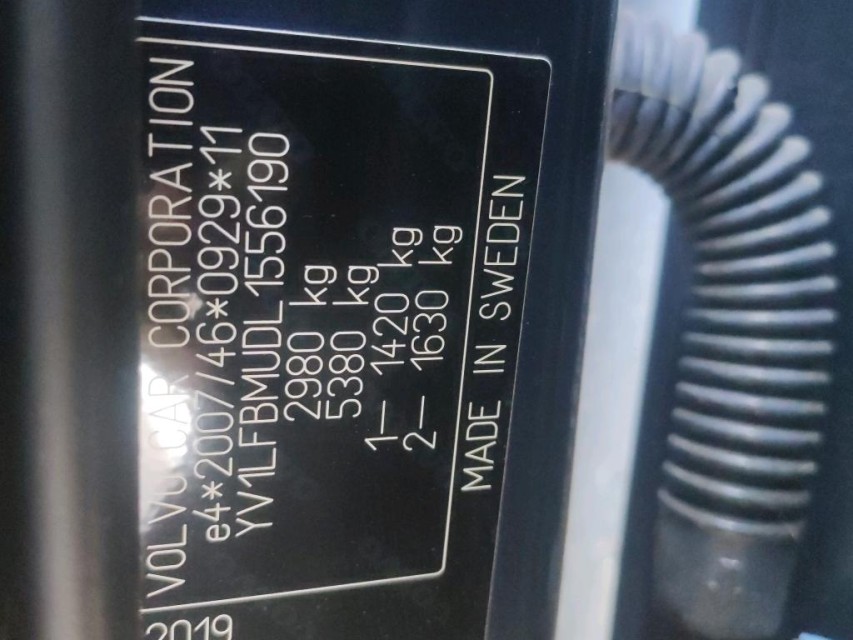 VOLVO CAR CORPORATION
e4*2007/46*0929*11
YV1LFBMUDL1556190
2980 kg
5380 kg
1– 1420 kg
2– 1630 kg
MADE IN SWEDEN
2019